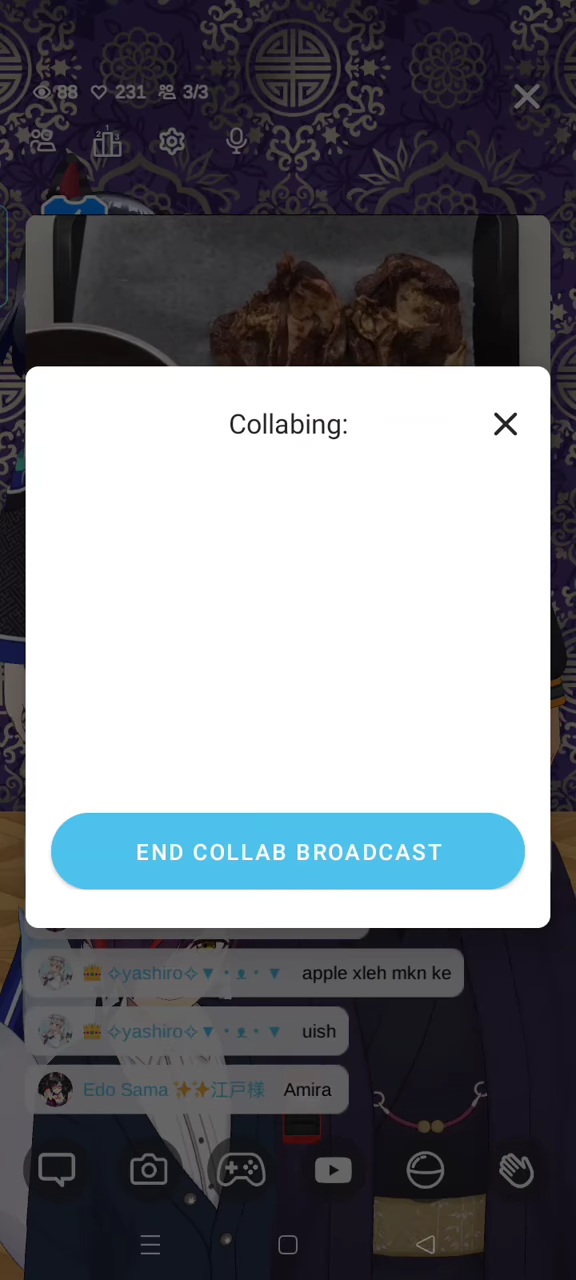 88 231 3/3
Collabing:
END COLLAB BROADCAST
✧yashiro✧▼・ᴥ・▼ apple xleh mkn ke
✧yashiro✧▼・ᴥ・▼ uish
Edo Sama ✨✨江戸様 Amira